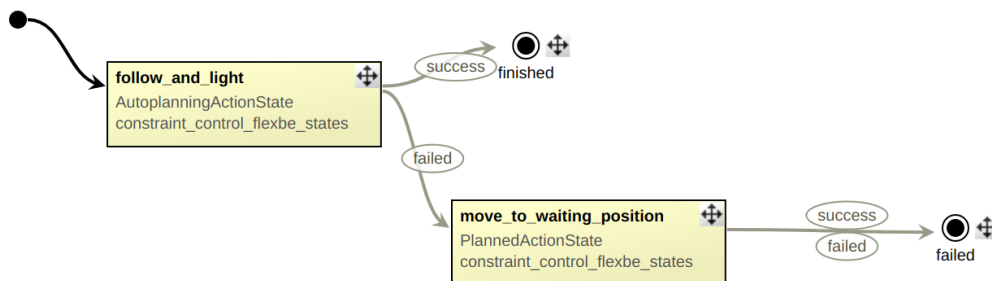 follow_and_light
AutoplanningActionState
constraint_control_flexbe_states
success
finished
failed
move_to_waiting_position
PlannedActionState
constraint_control_flexbe_states
success
failed
failed